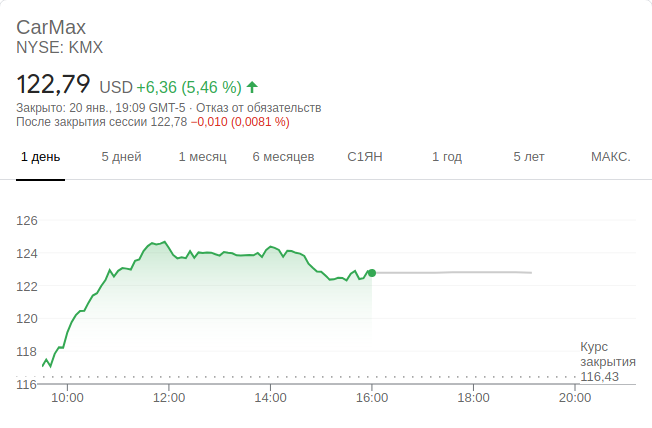 CarMax
NYSE: KMX
122,79 USD +6,36 (5,46 %)
Закрыто: 20 янв., 19:09 GMT-5 · Отказ от обязательств
После закрытия сессии 122,78 −0,010 (0,0081 %)
1 день 5 дней 1 месяц 6 месяцев С1ЯН 1 год 5 лет МАКС.
126
124
122
120
118
116
Курс
закрытия
116,43
10:00 12:00 14:00 16:00 18:00 20:00